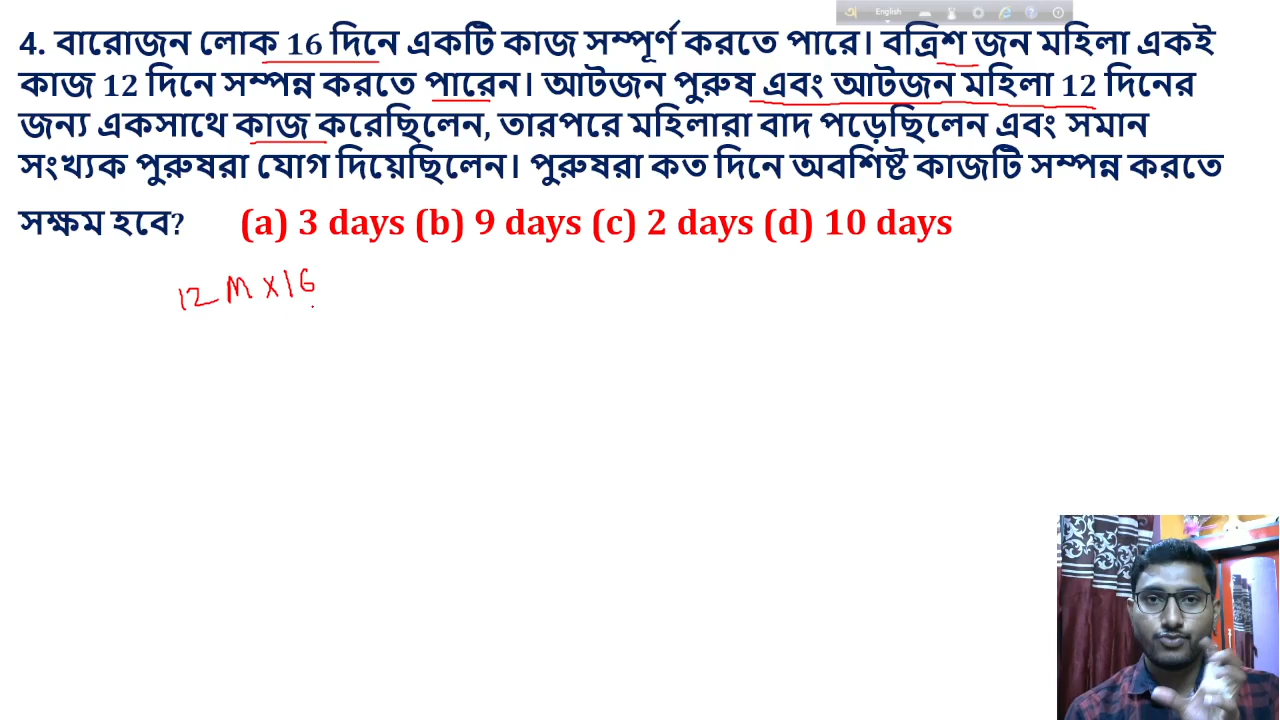 English
4. বারোজন লোক 16 দিনে একটি কাজ সম্পূর্ণ করতে পারে। বত্রিশ জন মহিলা একই
কাজ 12 দিনে সম্পন্ন করতে পারেন। আটজন পুরুষ এবং আটজন মহিলা 12 দিনের
জন্য একসাথে কাজ করেছিলেন, তারপরে মহিলারা বাদ পড়েছিলেন এবং সমান
সংখ্যক পুরুষরা যোগ দিয়েছিলেন। পুরুষরা কত দিনে অবশিষ্ট কাজটি সম্পন্ন করতে
সক্ষম হবে? (a) 3 days (b) 9 days (c) 2 days (d) 10 days
12 M × 16